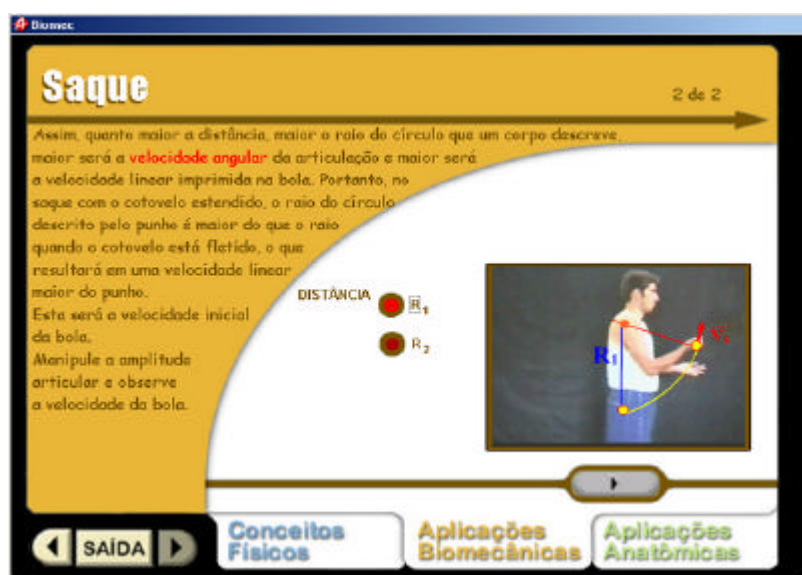 Biomec
Saque
2 de 2
Assim, quanto maior a distância, maior o raio do círculo que um corpo descreve,
maior será a velocidade angular da articulação e maior será
a velocidade linear imprimida na bola. Portanto, no
saque com o cotovelo estendido, o raio do círculo
descrito pelo punho é maior do que o raio
quando o cotovelo está fletido, o que
resultará em uma velocidade linear
maior do punho.
Esta será a velocidade inicial
da bola.
Manipule a amplitude
articular e observe
a velocidade da bola.
DISTÂNCIA
R1
R2
R1
SAÍDA
Conceitos
Físicos
Aplicações
Biomecânicas
Aplicações
Anatômicas